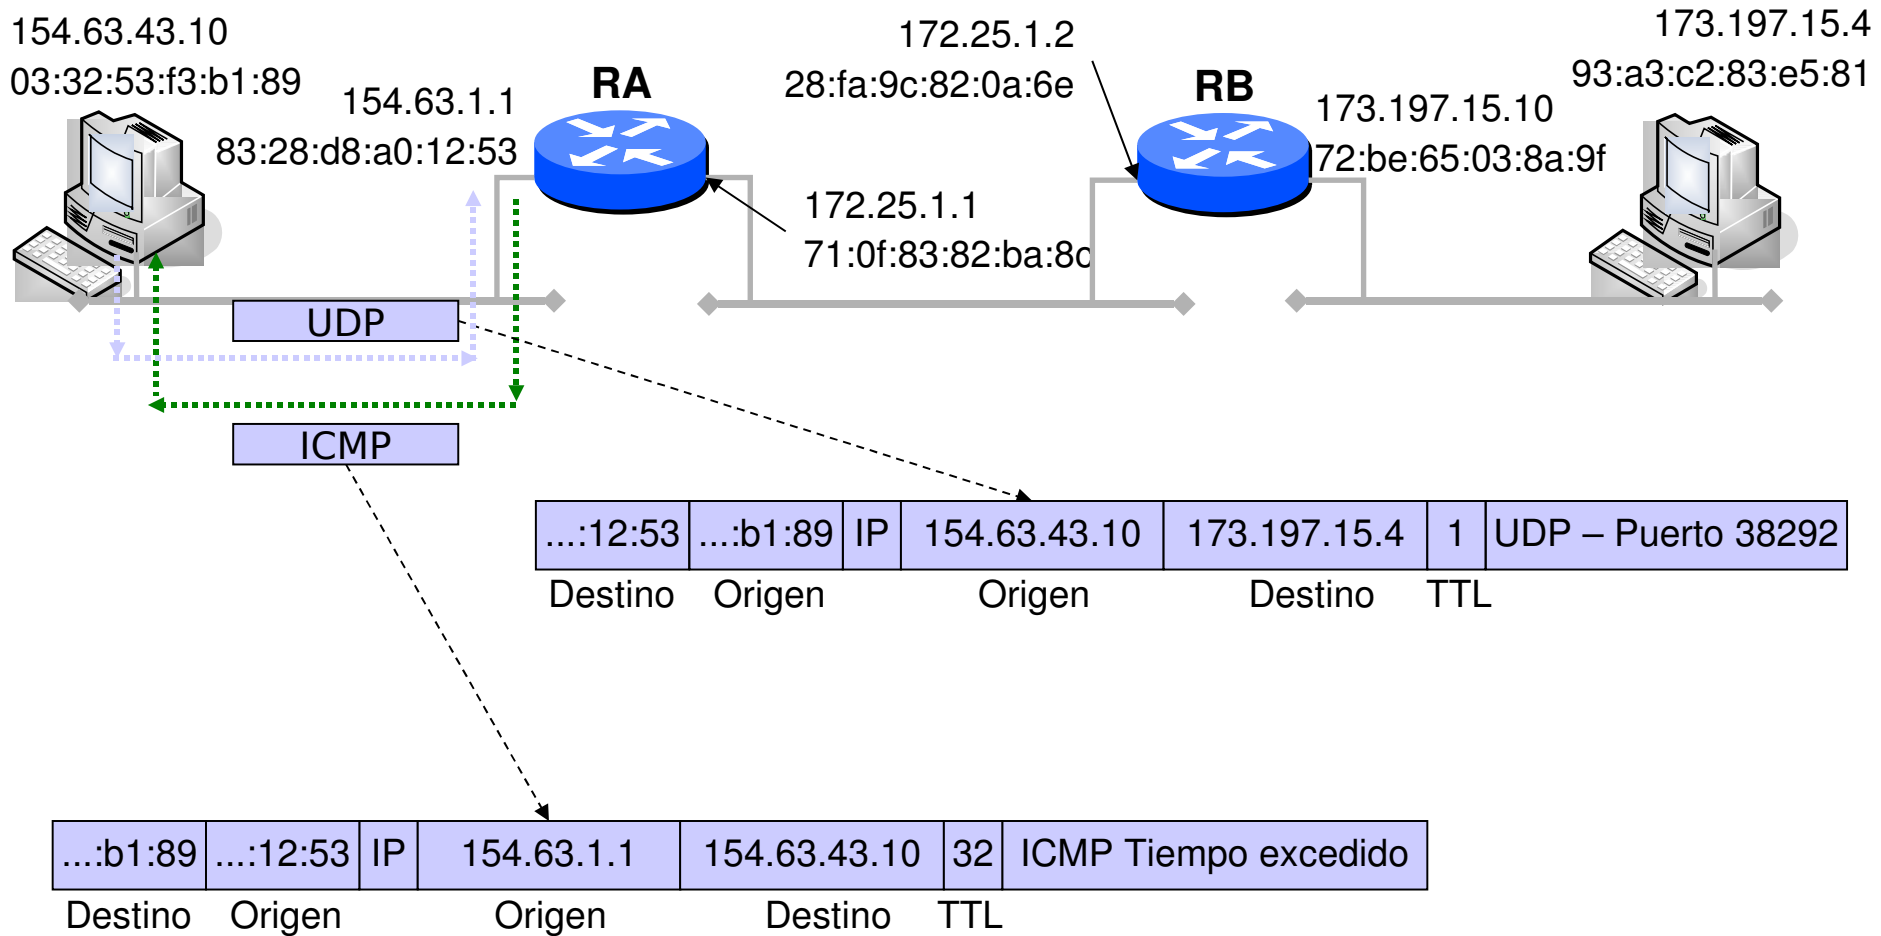 154.63.43.10
03:32:53:f3:b1:89
154.63.1.1
83:28:d8:a0:12:53
RA
172.25.1.1
71:0f:83:82:ba:8c
172.25.1.2
28:fa:9c:82:0a:6e
RB
173.197.15.10
72:be:65:03:8a:9f
173.197.15.4
93:a3:c2:83:e5:81
UDP
ICMP
...:12:53 ...:b1:89 IP 154.63.43.10 173.197.15.4 1 UDP – Puerto 38292
Destino Origen Origen Destino TTL
...:b1:89 ...:12:53 IP 154.63.1.1 154.63.43.10 32 ICMP Tiempo excedido
Destino Origen Origen Destino TTL